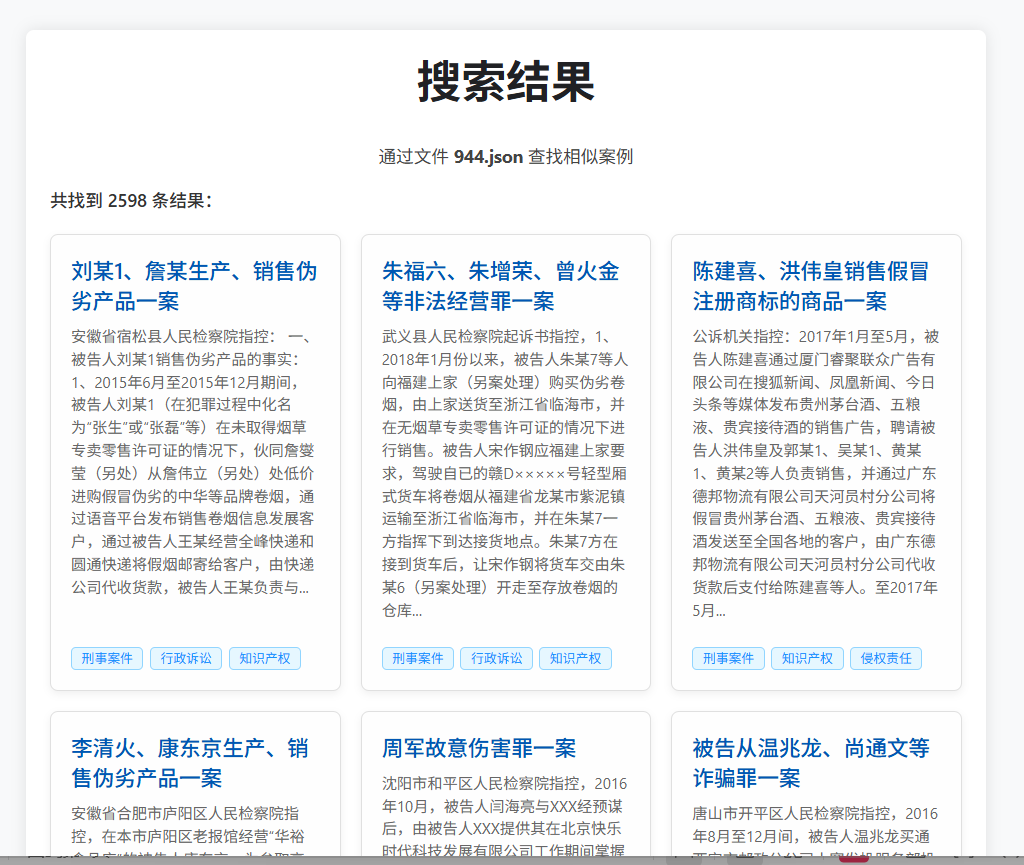 搜索结果
通过文件 944.json 查找相似案例
共找到 2598 条结果：
刘某1、詹某生产、销售伪
劣产品一案
安徽省宿松县人民检察院指控： 一、
被告人刘某1销售伪劣产品的事实：
1、2015年6月至2015年12月期间，
被告人刘某1（在犯罪过程中化名
为“张生”或“张磊”等）在未取得烟草
专卖零售许可证的情况下，伙同詹燮
莹（另处）从詹伟立（另处）处低价
进购假冒伪劣的中华等品牌卷烟，通
过语音平台发布销售卷烟信息发展客
户，通过被告人王某经营全峰快递和
圆通快递将假烟邮寄给客户，由快递
公司代收货款，被告人王某负责与...
刑事案件 行政诉讼 知识产权
朱福六、朱增荣、曾火金
等非法经营罪一案
武义县人民检察院起诉书指控，1、
2018年1月份以来，被告人朱某7等人
向福建上家（另案处理）购买伪劣卷
烟，由上家送货至浙江省临海市，并
在无烟草专卖零售许可证的情况下进
行销售。被告人宋作钢应福建上家要
求，驾驶自已的赣D×××××号轻型厢
式货车将卷烟从福建省龙某市紫泥镇
运输至浙江省临海市，并在朱某7一
方指挥下到达接货地点。朱某7方在
接到货车后，让宋作钢将货车交由朱
某6（另案处理）开走至存放卷烟的
仓库...
刑事案件 行政诉讼 知识产权
陈建喜、洪伟皇销售假冒
注册商标的商品一案
公诉机关指控：2017年1月至5月，被
告人陈建喜通过厦门睿聚联众广告有
限公司在搜狐新闻、凤凰新闻、今日
头条等媒体发布贵州茅台酒、五粮
液、贵宾接待酒的销售广告，聘请被
告人洪伟皇及郭某1、吴某1、黄某
1、黄某2等人负责销售，并通过广东
德邦物流有限公司天河员村分公司将
假冒贵州茅台酒、五粮液、贵宾接待
酒发送至全国各地的客户，由广东德
邦物流有限公司天河员村分公司代收
货款后支付给陈建喜等人。至2017年
5月...
刑事案件 知识产权 侵权责任
李清火、康东京生产、销
售伪劣产品一案
安徽省合肥市庐阳区人民检察院指
控，在本市庐阳区老报馆经营“华裕
周军故意伤害罪一案
沈阳市和平区人民检察院指控，2016
年10月，被告人闫海亮与XXX经预谋
后，由被告人XXX提供其在北京快乐
时代科技发展有限公司工作期间掌握
被告从温兆龙、尚通文等
诈骗罪一案
唐山市开平区人民检察院指控，2016
年8月至12月间，被告人温兆龙买通